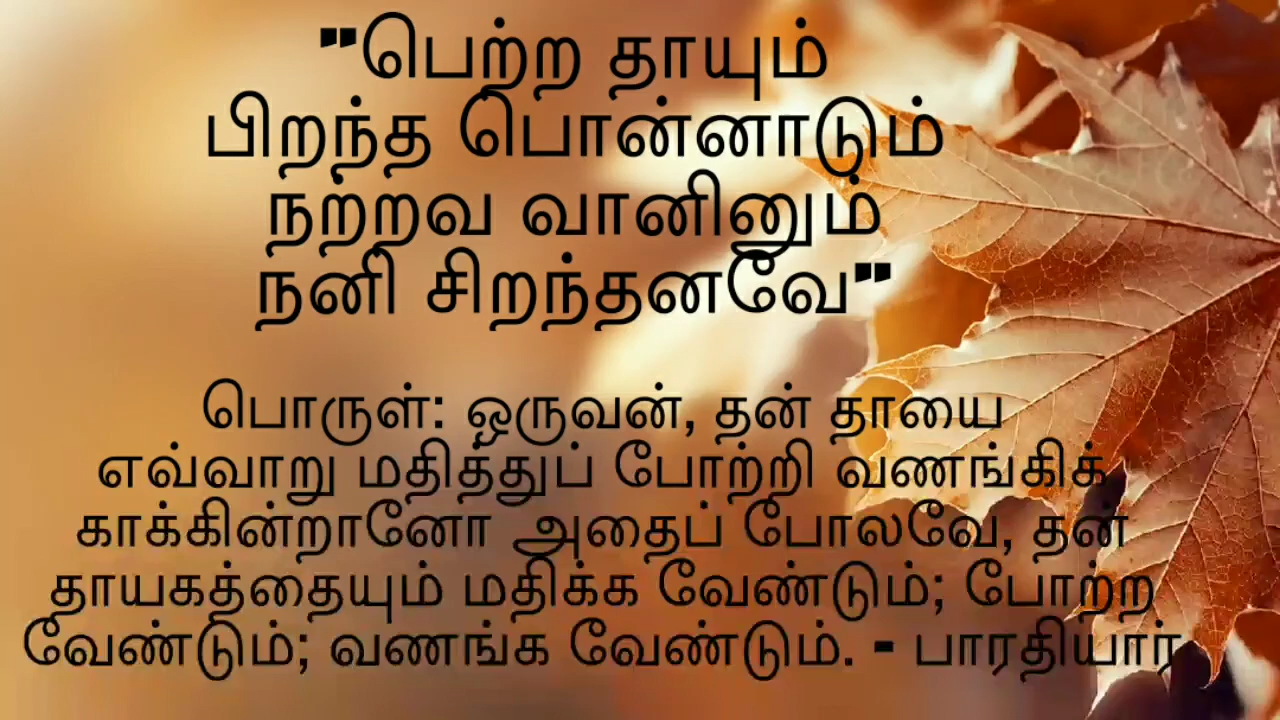 "பெற்ற தாயும்
பிறந்த பொன்னாடும்
நற்றவ வானினும்
நனி சிறந்தனவே"
பொருள்: ஒருவன், தன் தாயை
எவ்வாறு மதித்துப் போற்றி வணங்கிக்
காக்கின்றானோ அதைப் போலவே, தன்
தாயகத்தையும் மதிக்க வேண்டும்; போற்ற
வேண்டும்; வணங்க வேண்டும். - பாரதியார்